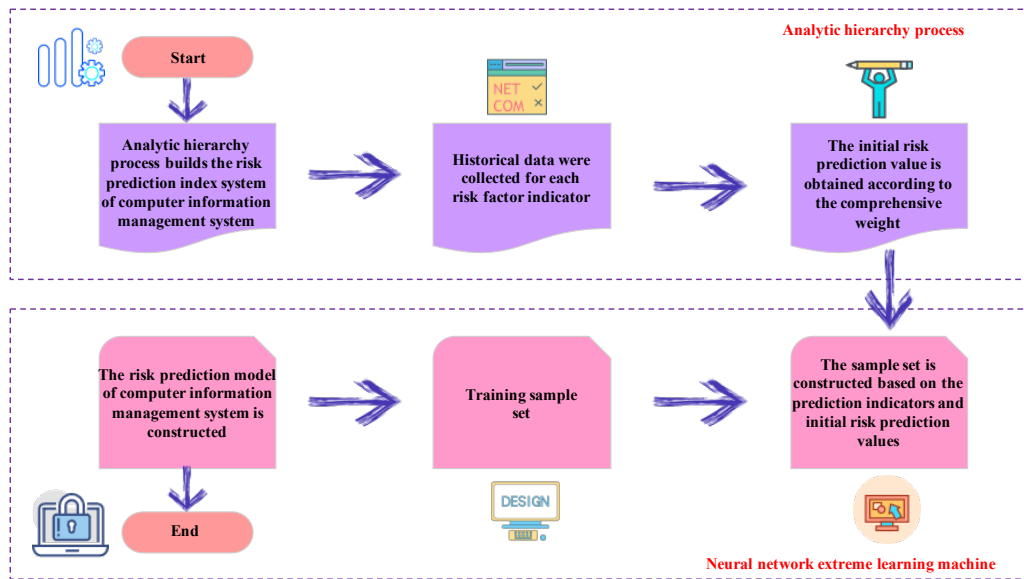 Analytic hierarchy process
Start
NET
COM
Analytic hierarchy
process builds the risk
prediction index system
of computer information
management system
Historical data were
collected for each
risk factor indicator
The initial risk
prediction value is
obtained according to
the comprehensive
weight
The risk prediction model
of computer information
management system is
constructed
Training sample
set
The sample set is
constructed based on the
prediction indicators and
initial risk prediction
values
DESIGN
End
Neural network extreme learning machine